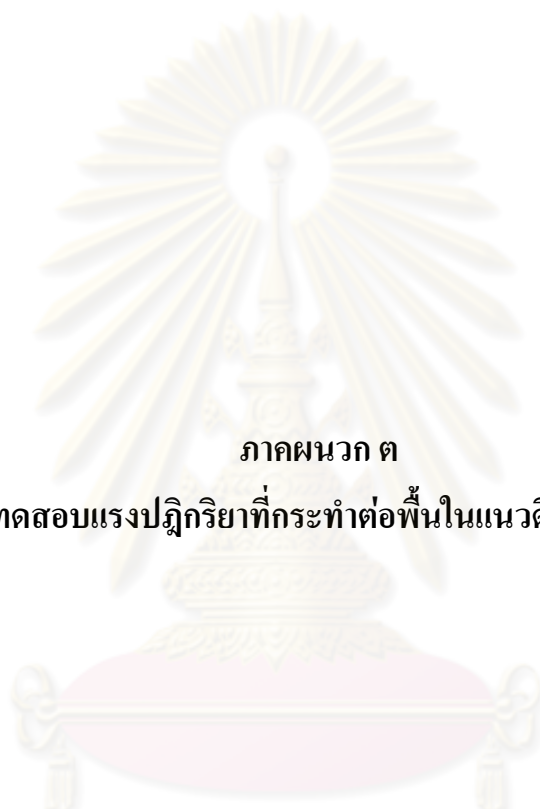 ภาคผนวก ต
ทดสอบแรงปฏิกริยาที่กระทำต่อพื้นในแนว